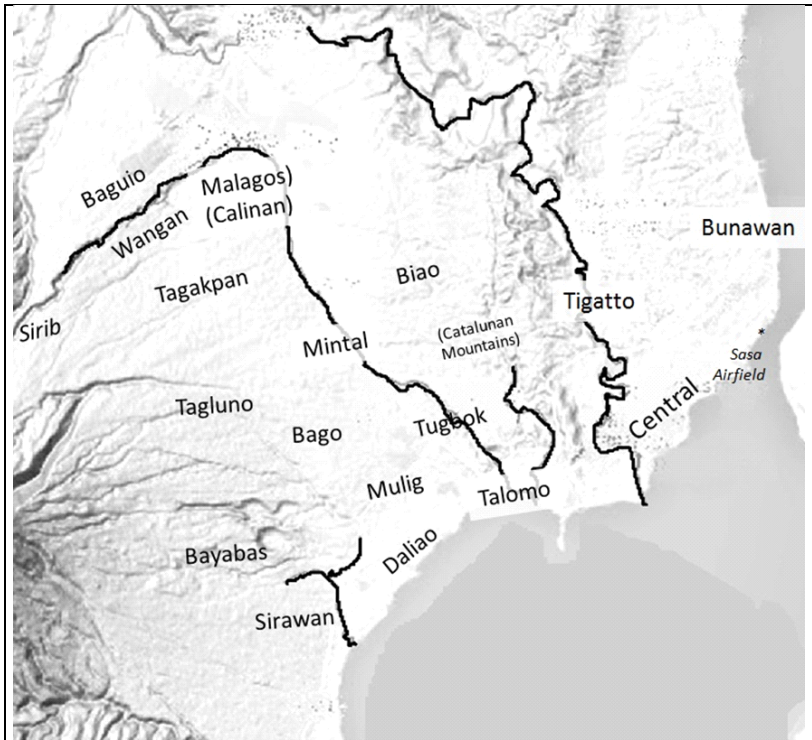 Baguio
Malagos)
(Calinan)
Wangan
Bunawan
Biao
Tagakpan
Tigatto
Sirib
(Catalunan
Mountains)
Mintal
*
Sasa
Airfield
Central
Tagluno
Tugbok
Bago
Mulig
Talomo
Daliao
Bayabas
Sirawan